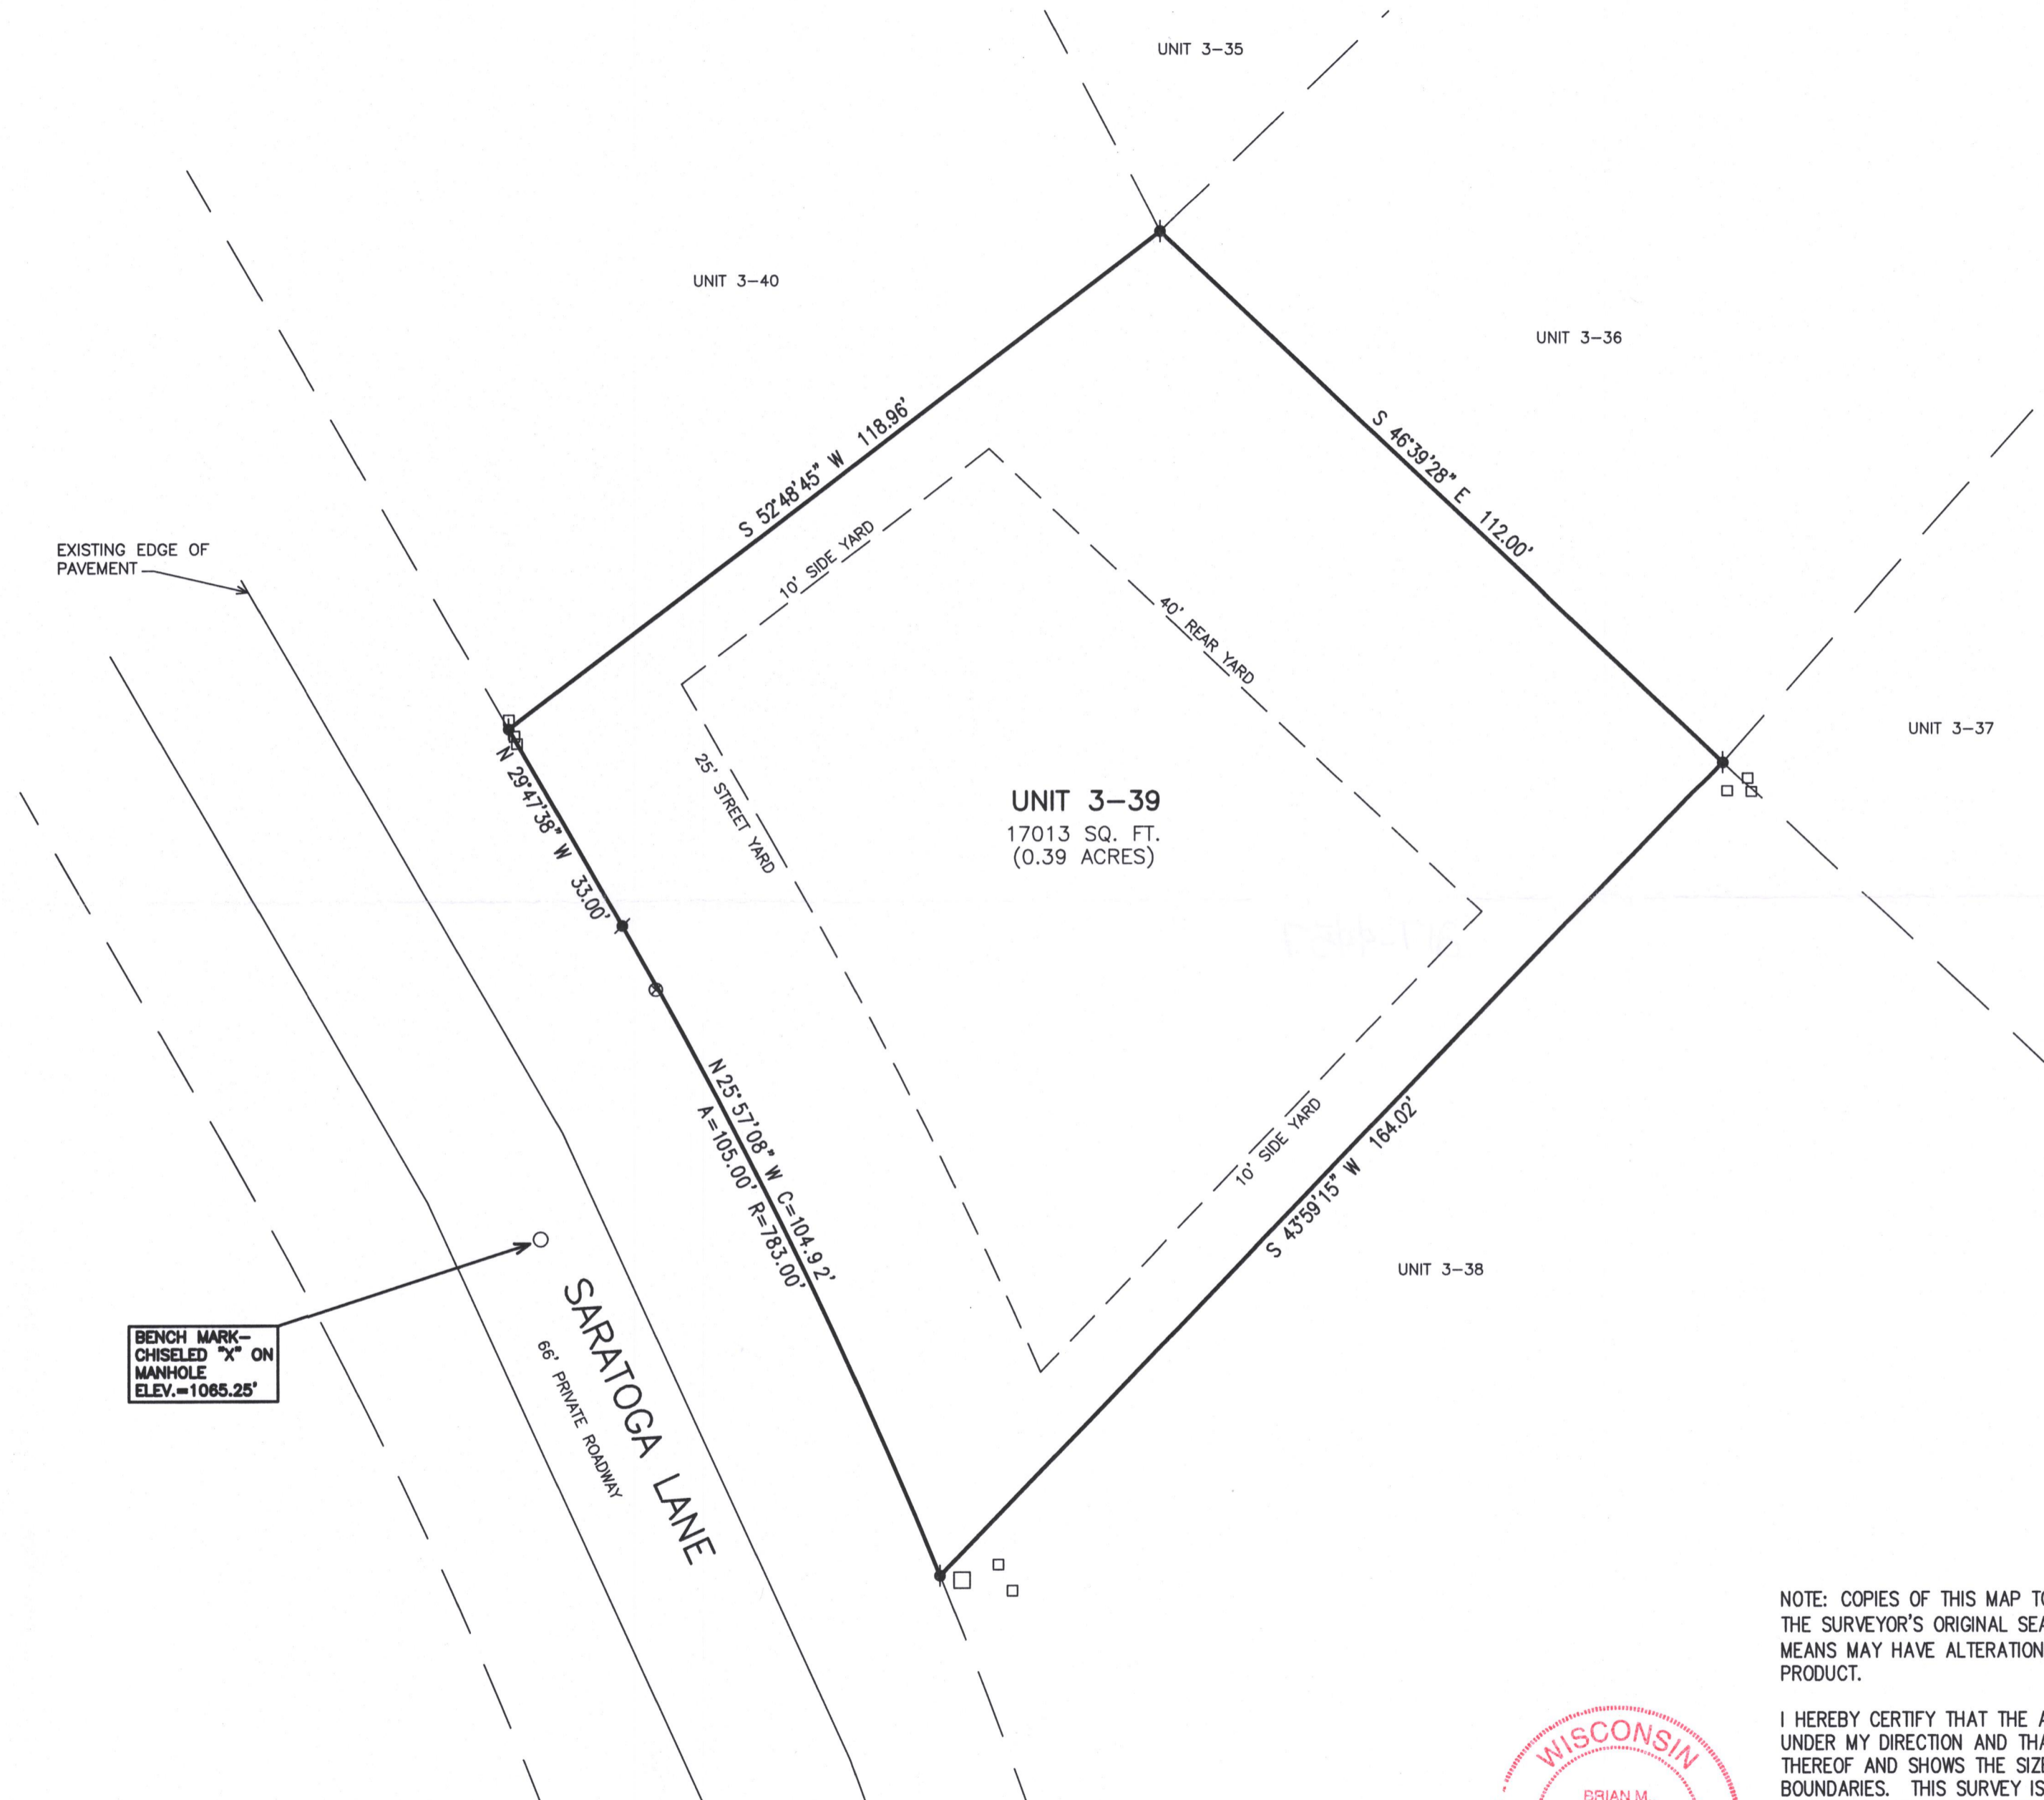 UNIT 3-35
UNIT 3-40
UNIT 3-36
S 52°48'45" W 118.96'
S 46°39'28" E 112.00'
EXISTING EDGE OF
PAVEMENT
10' SIDE YARD
40' REAR YARD
UNIT 3-37
N 29°47'38" W 33.00'
25' STREET YARD
UNIT 3-39
17013 SQ. FT.
(0.39 ACRES)
N 25°57'08" W C=104.92'
A=105.00' R=783.00'
10' SIDE YARD
S 43°59'15" W 164.02'
UNIT 3-38
BENCH MARK-
CHISELED "X" ON
MANHOLE
ELEV.=1065.25'
SARATOGA LANE
66' PRIVATE ROADWAY
NOTE: COPIES OF THIS MAP TO
THE SURVEYOR'S ORIGINAL SEA
MEANS MAY HAVE ALTERATION
PRODUCT.
I HEREBY CERTIFY THAT THE A
UNDER MY DIRECTION AND THA
THEREOF AND SHOWS THE SIZE
BOUNDARIES. THIS SURVEY IS
WISCONSIN
BRIAN M.